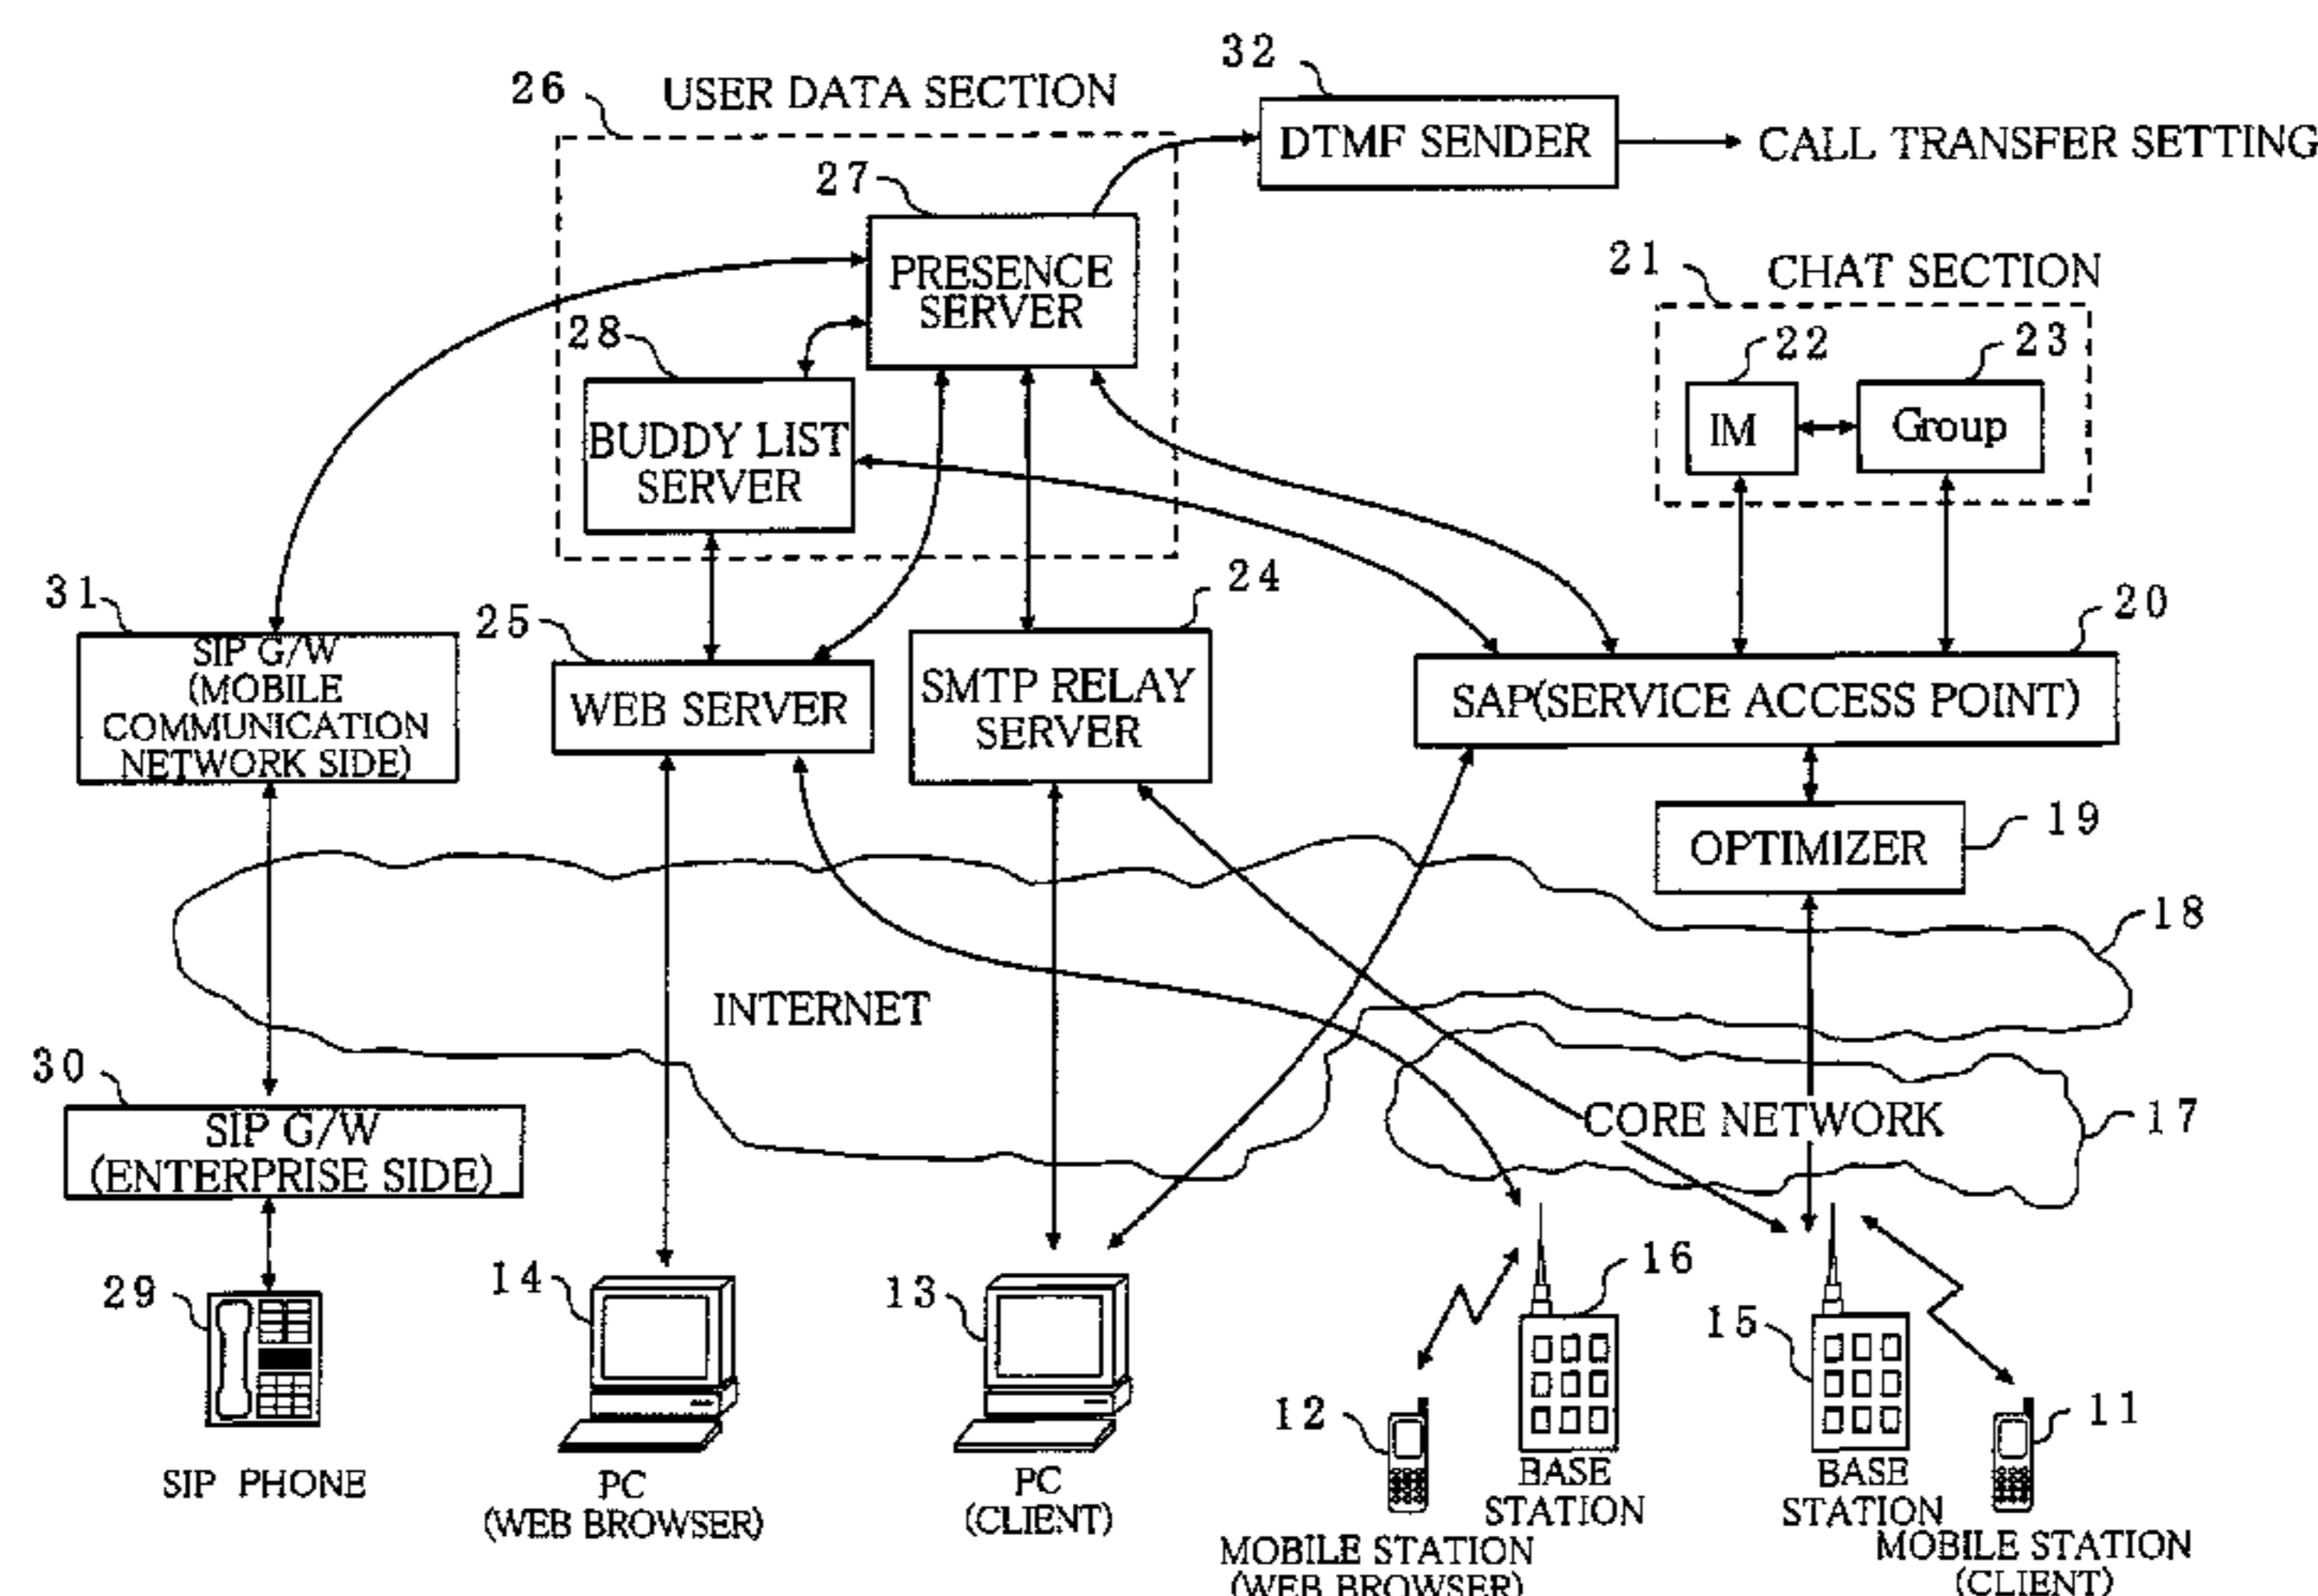 32
26
USER DATA SECTION
DTMF SENDER
CALL TRANSFER SETTING
27
PRESENCE
SERVER
21
CHAT SECTION
28
22
23
BUDDY LIST
SERVER
IM
Group
31
25
24
20
SIP G/W
(MOBILE
COMMUNICATION
NETWORK SIDE)
WEB SERVER
SMTP RELAY
SERVER
SAP(SERVICE ACCESS POINT)
OPTIMIZER
19
18
INTERNET
30
SIP G/W
(ENTERPRISE SIDE)
CORE NETWORK
17
29
14
13
16
15
12
11
SIP PHONE
PC
(WEB BROWSER)
PC
(CLIENT)
BASE
STATION
BASE
STATION
MOBILE STATION
(WEB BROWSER)
MOBILE STATION
(CLIENT)